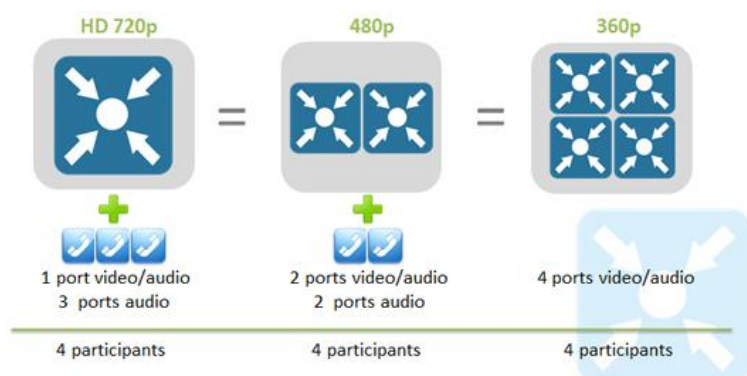 HD 720p
480p
360p
=
=
1 port video/audio
3 ports audio
2 ports video/audio
2 ports audio
4 ports video/audio
4 participants
4 participants
4 participants